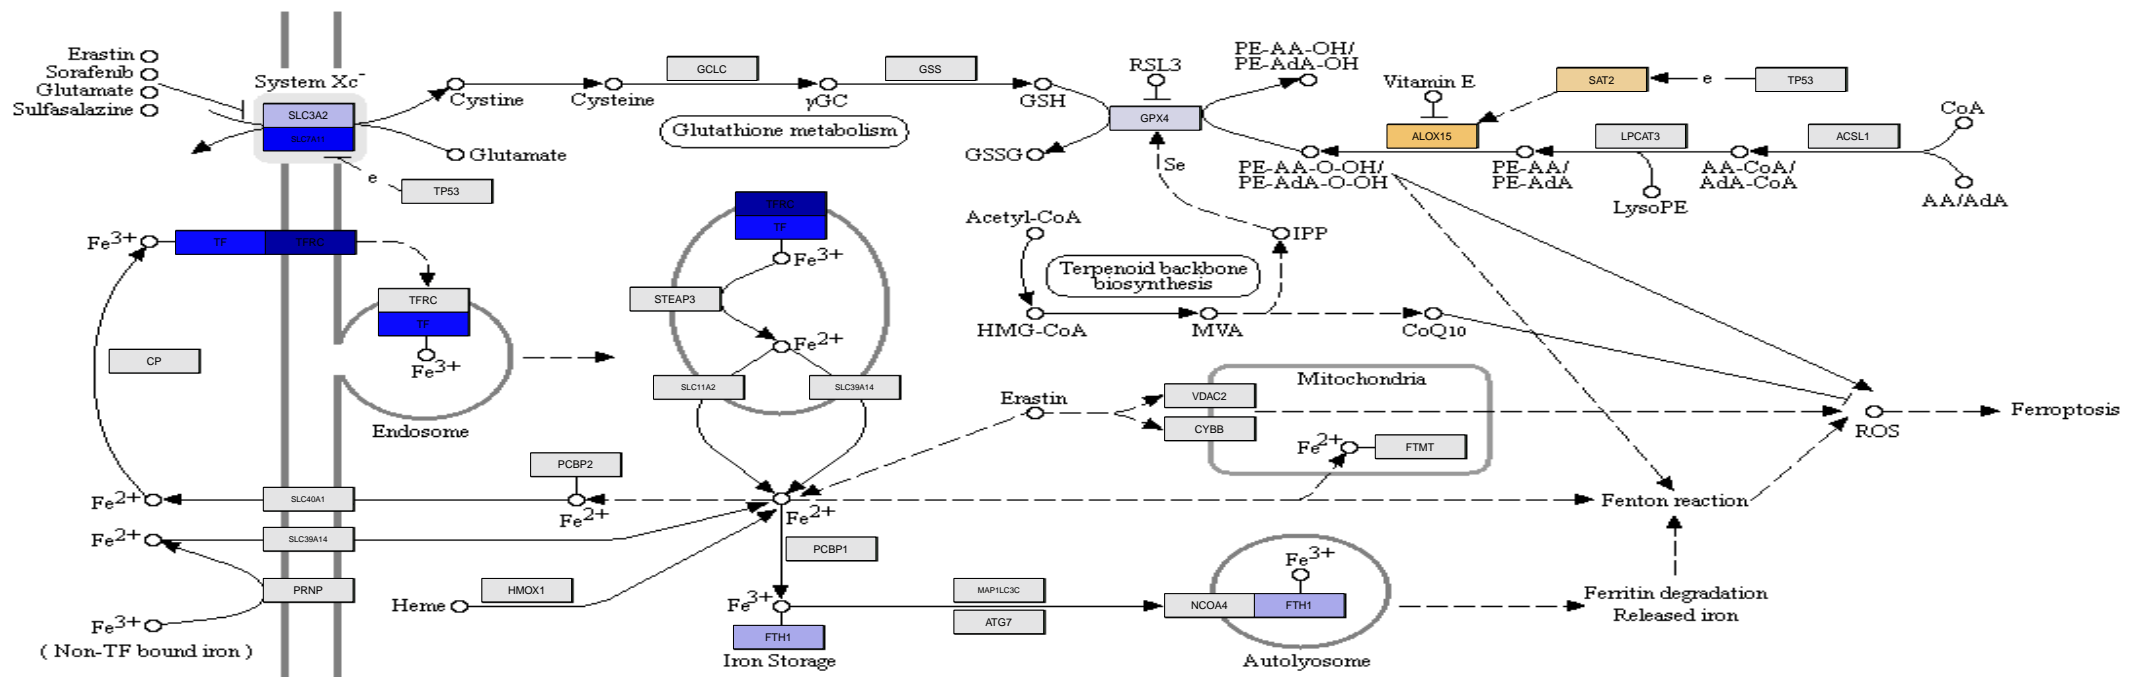 Erastin
Sorafenib
Glutamate
Sulfasalazine
System Xc-
SLC3A2
SLC7A11
Cystine
Glutamate
e
TP53
Cysteine
GCLC
γGC
GSS
GSH
Glutathione metabolism
GSSG
RSL3
GPX4
Se
PE-AA-OH/
PE-AdA-OH
PE-AA-O-OH/
PE-AdA-O-OH
Vitamin E
ALOX15
SAT2
e
TP53
PE-AA/
PE-AdA
LPCAT3
LysoPE
AA-CoA/
AdA-CoA
ACSL1
CoA
AA/AdA
Fe3+
TF
TFRC
TFRC
TF
Fe3+
Endosome
CP
TFRC
TF
Fe3+
STEAP3
Fe2+
SLC11A2
SLC39A14
Acetyl-CoA
IPP
Terpenoid backbone
biosynthesis
HMG-CoA
MVA
CoQ10
Erastin
VDAC2
CYBB
Mitochondria
Fe2+
FTMT
ROS
Ferroptosis
Fe2+
SLC40A1
PCBP2
Fe2+
Fe2+
Fenton reaction
Fe2+
SLC39A14
PRNP
Fe3+
( Non-TF bound iron )
Heme
HMOX1
PCBP1
Fe3+
FTH1
Iron Storage
MAP1LC3C
ATG7
NCOA4
FTH1
Fe3+
Autolyosome
Ferritin degradation
Released iron